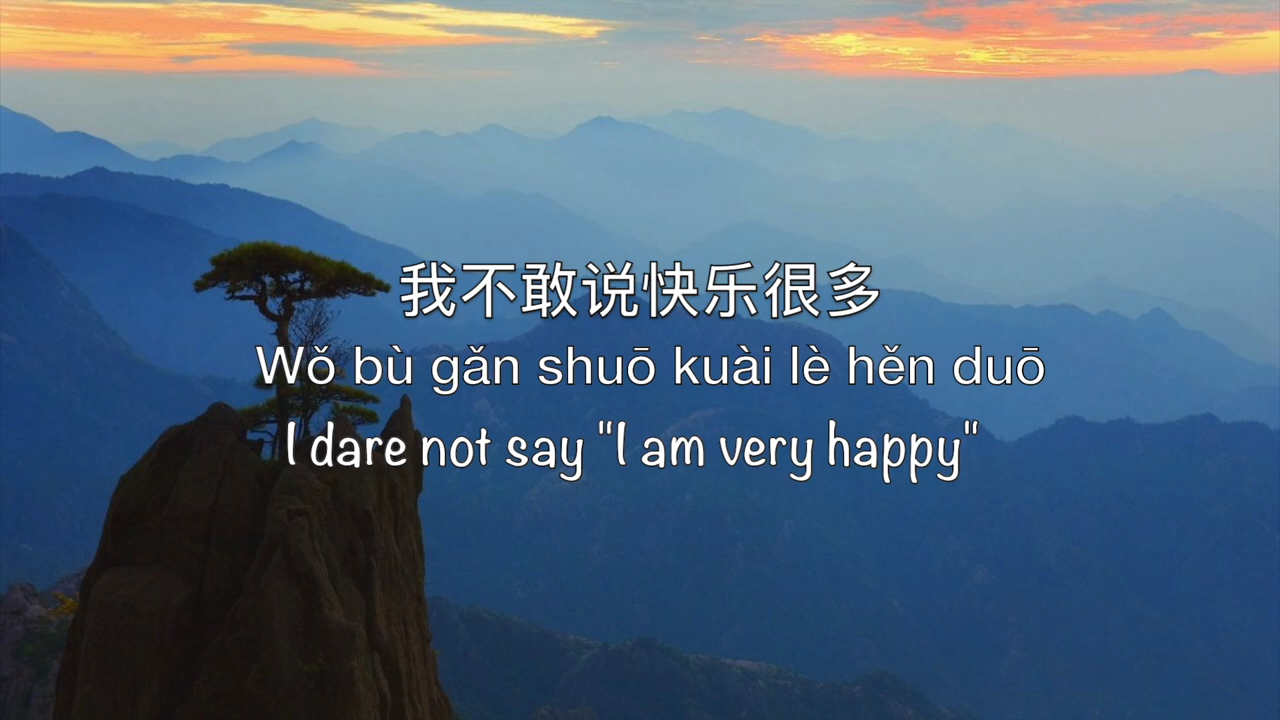 我不敢说快乐很多
Wǒ bù gǎn shuō kuài lè hěn duō
I dare not say "I am very happy"